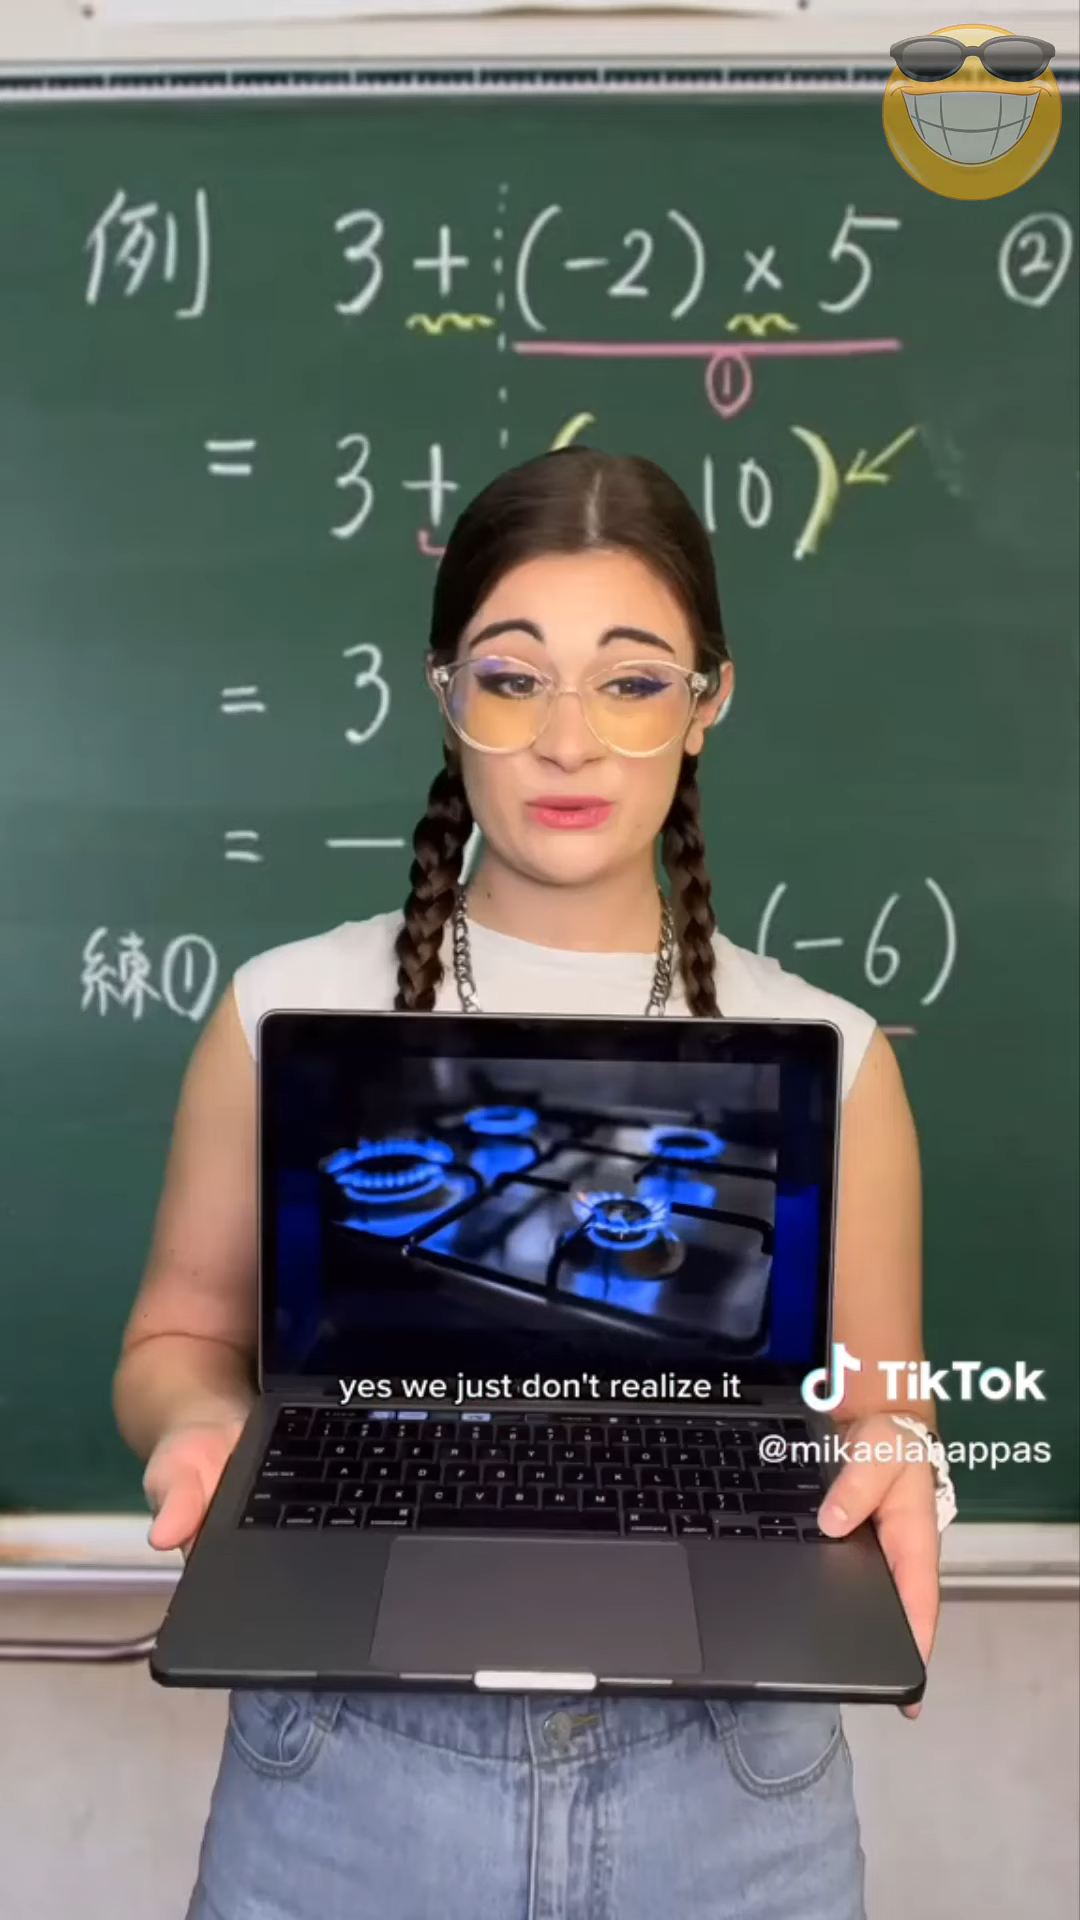 例 3 + (-2) × 5 ②
①
= 3 + 10)
= 3
= —
練① (-6)
yes we just don't realize it
TikTok
@mikaelahappas